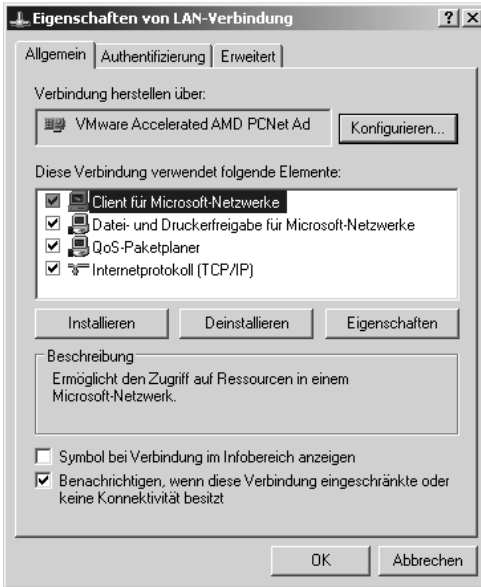 Eigenschaften von LAN-Verbindung
Allgemein Authentifizierung Erweitert
Verbindung herstellen über:
VMware Accelerated AMD PCNet Ad Konfigurieren...
Diese Verbindung verwendet folgende Elemente:
Client für Microsoft-Netzwerke
Datei- und Druckerfreigabe für Microsoft-Netzwerke
QoS-Paketplaner
Internetprotokoll (TCP/IP)
Installieren Deinstallieren Eigenschaften
Beschreibung
Ermöglicht den Zugriff auf Ressourcen in einem
Microsoft-Netzwerk.
Symbol bei Verbindung im Infobereich anzeigen
Benachrichtigen, wenn diese Verbindung eingeschränkte oder
keine Konnektivität besitzt
OK Abbrechen